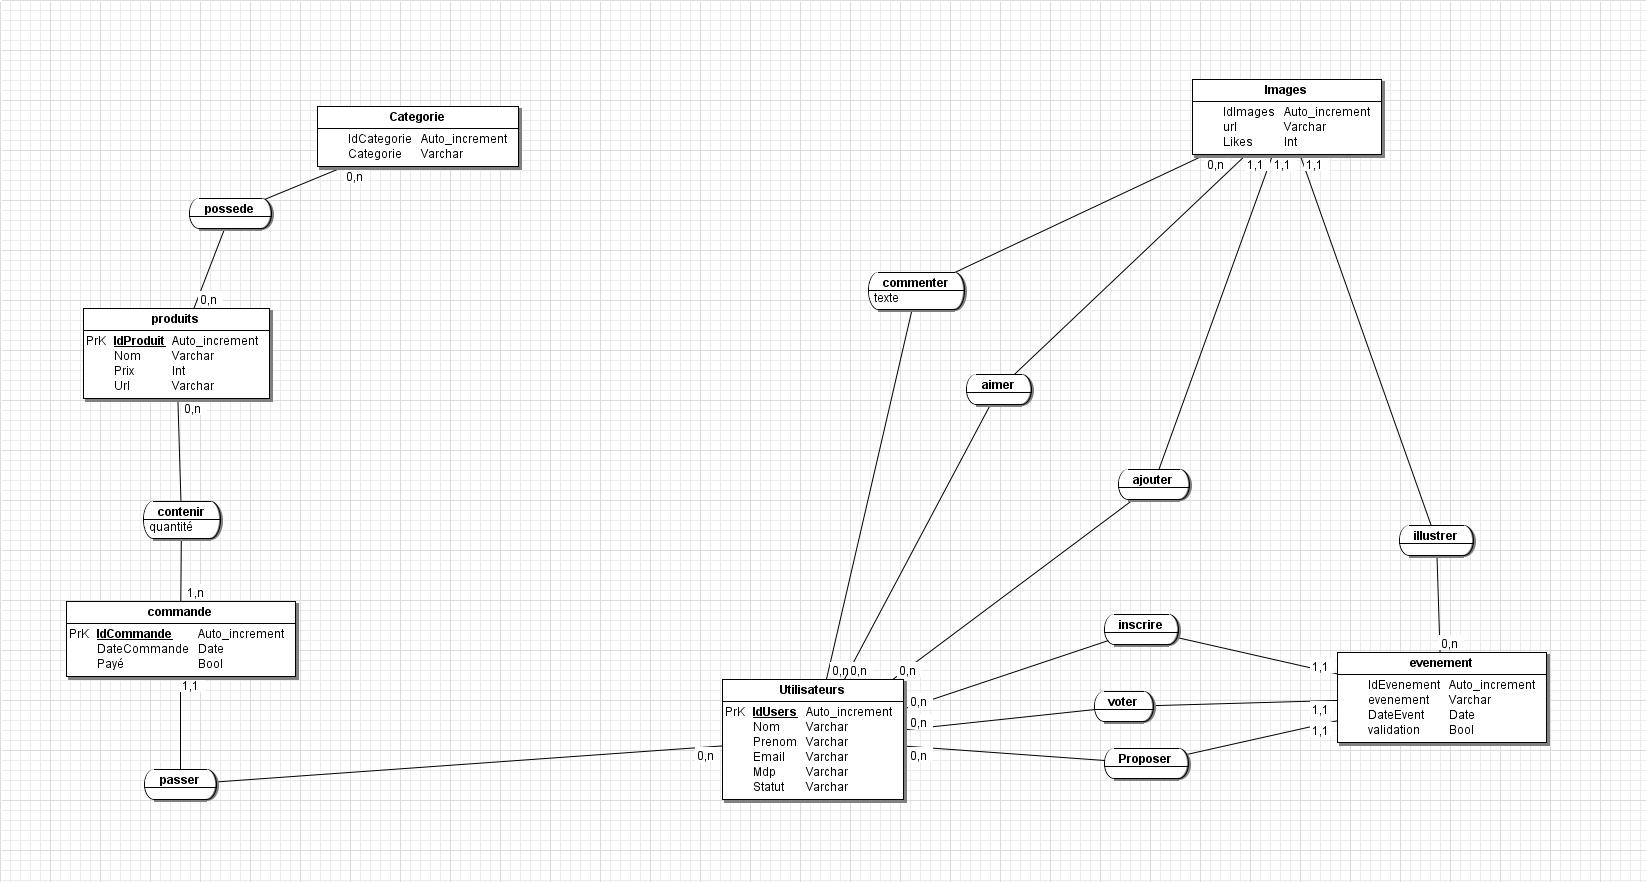 Categorie
IdCategorie Auto_increment
Categorie Varchar
0,n
possede
0,n
produits
PrK IdProduit Auto_increment
Nom Varchar
Prix Int
Url Varchar
0,n
contenir
quantité
1,n
commande
PrK IdCommande Auto_increment
DateCommande Date
Payé Bool
1,1
passer
0,n
Images
IdImages Auto_increment
url Varchar
Likes Int
0,n 1,1 1,1 1,1
commenter
texte
aimer
ajouter
illustrer
0,n 0,n 0,n
Utilisateurs
PrK IdUsers Auto_increment
Nom Varchar
Prenom Varchar
Email Varchar
Mdp Varchar
Statut Varchar
inscrire
0,n 1,1
voter
0,n 1,1
Proposer
0,n 1,1
0,n
evenement
IdEvenement Auto_increment
evenement Varchar
DateEvent Date
validation Bool